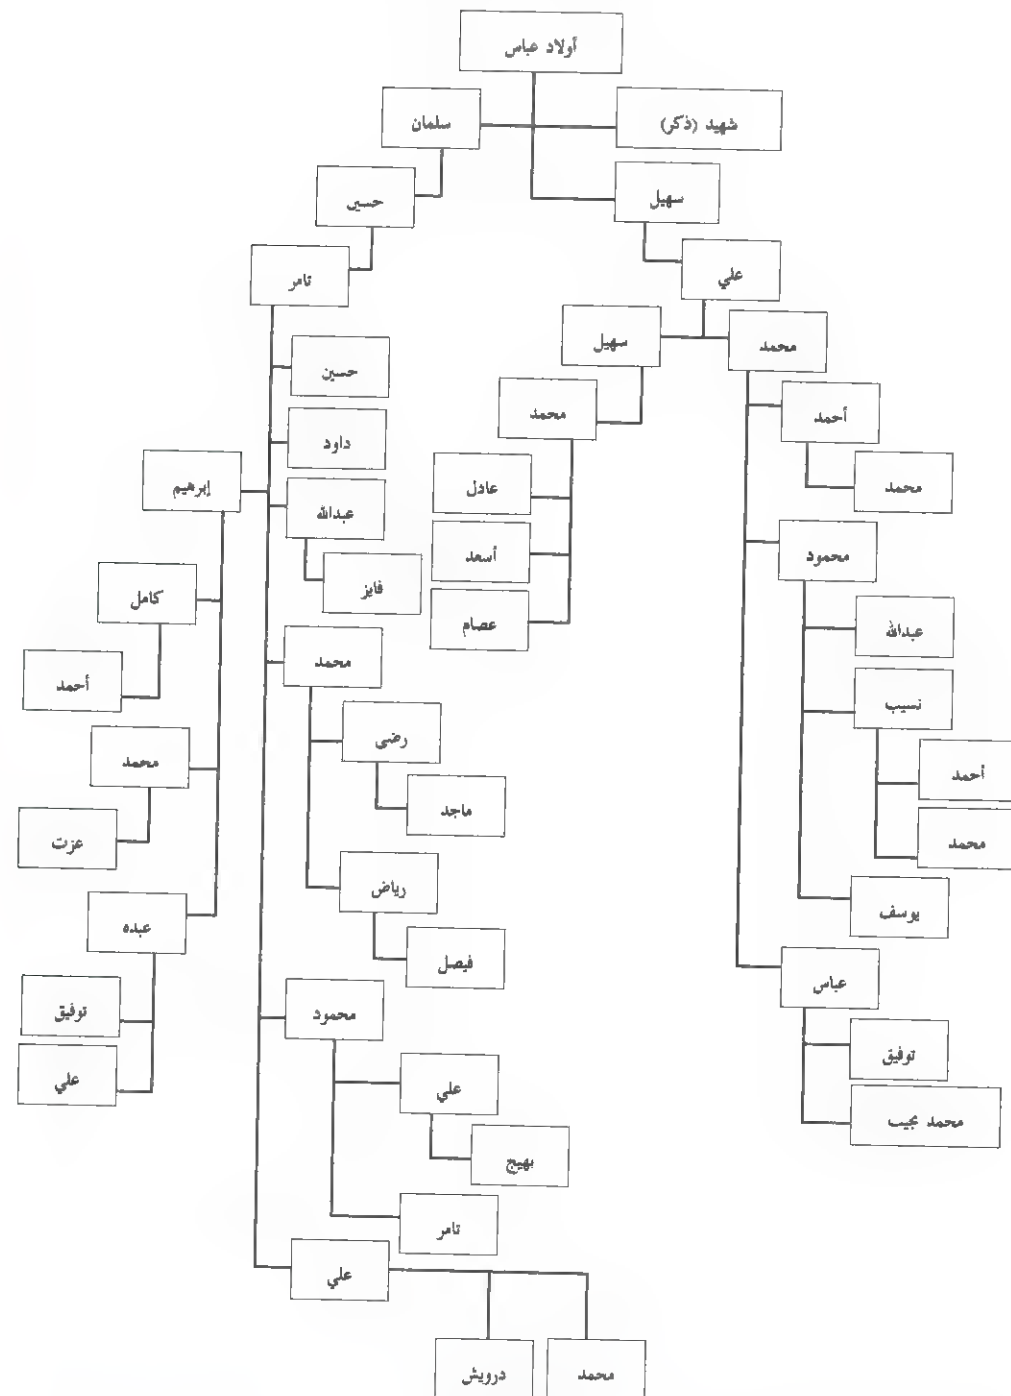 أولاد عباس
شهيد (ذكر)
سلمان
سهيل
حسين
علي
تامر
محمد
سهيل
حسين
أحمد
محمد
داود
محمد
عادل
إبرهيم
عبدالله
محمود
أسعد
فايز
كامل
عصام
عبدالله
أحمد
محمد
نسيب
رضى
أحمد
محمد
ماجد
محمد
عزت
رياض
يوسف
عبده
فيصل
عباس
توفيق
محمود
توفيق
علي
علي
محمد نجيب
بهيج
تامر
علي
محمد
درويش